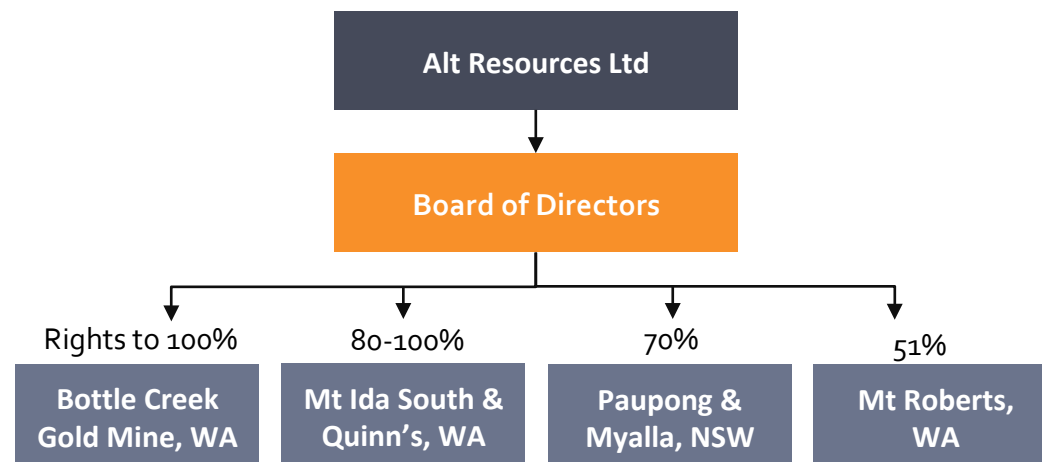 Alt Resources Ltd
Board of Directors
Rights to 100%
80-100%
70%
51%
Bottle Creek
Gold Mine, WA
Mt Ida South &
Quinn’s, WA
Paupong &
Myalla, NSW
Mt Roberts,
WA